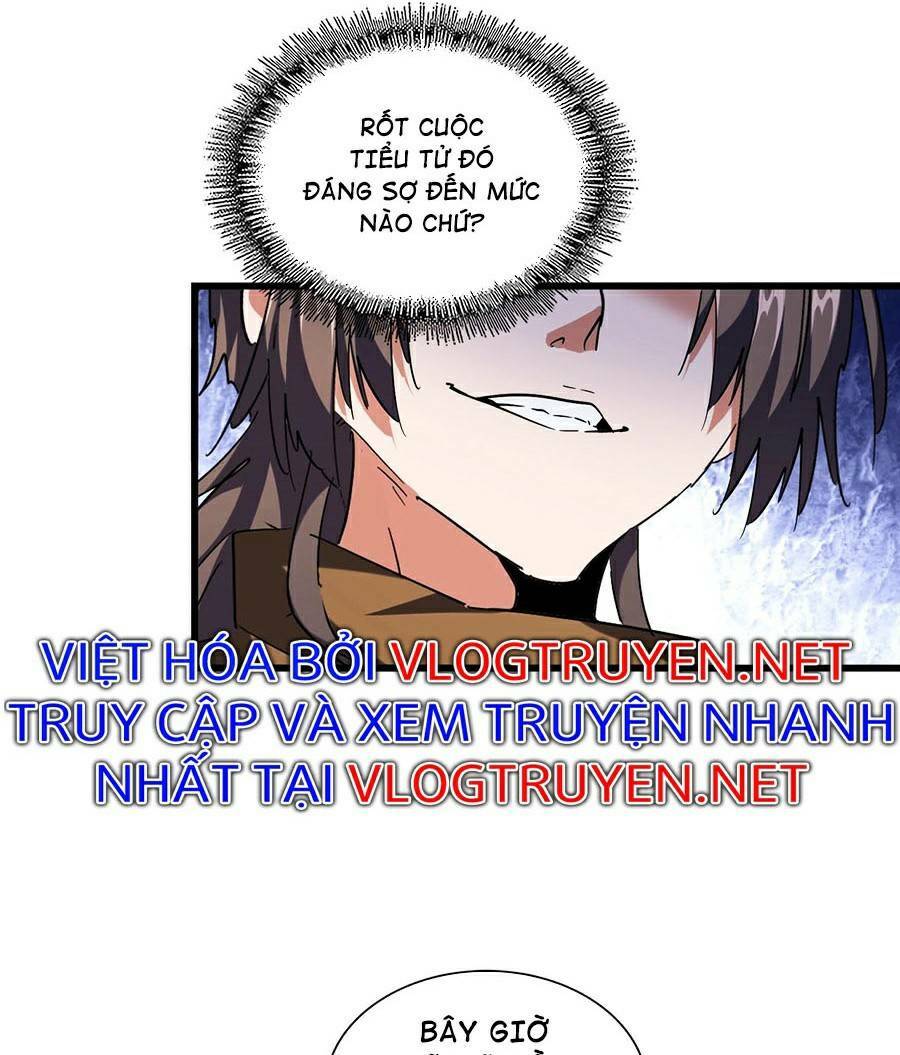 RỐT CUỘC
TIỂU TỬ ĐÓ
ĐÁNG SỢ ĐẾN MỨC
NÀO CHỨ?
VIỆT HÓA BỞI VLOGTRUYEN.NET
TRUY CẬP VÀ XEM TRUYỆN NHANH
NHẤT TẠI VLOGTRUYEN.NET
BÂY GIỜ